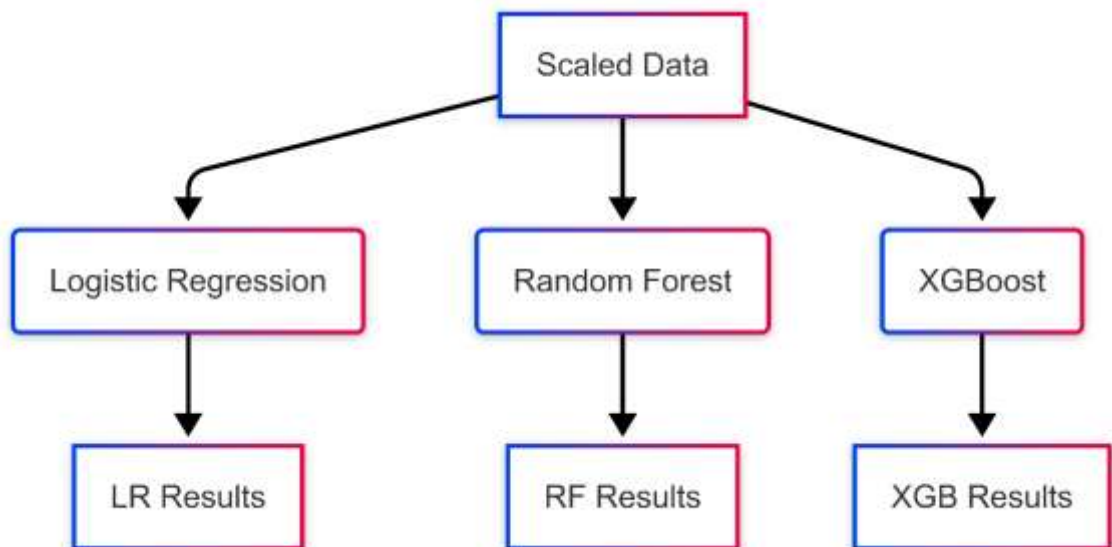 Scaled Data
Logistic Regression
Random Forest
XGBoost
LR Results
RF Results
XGB Results